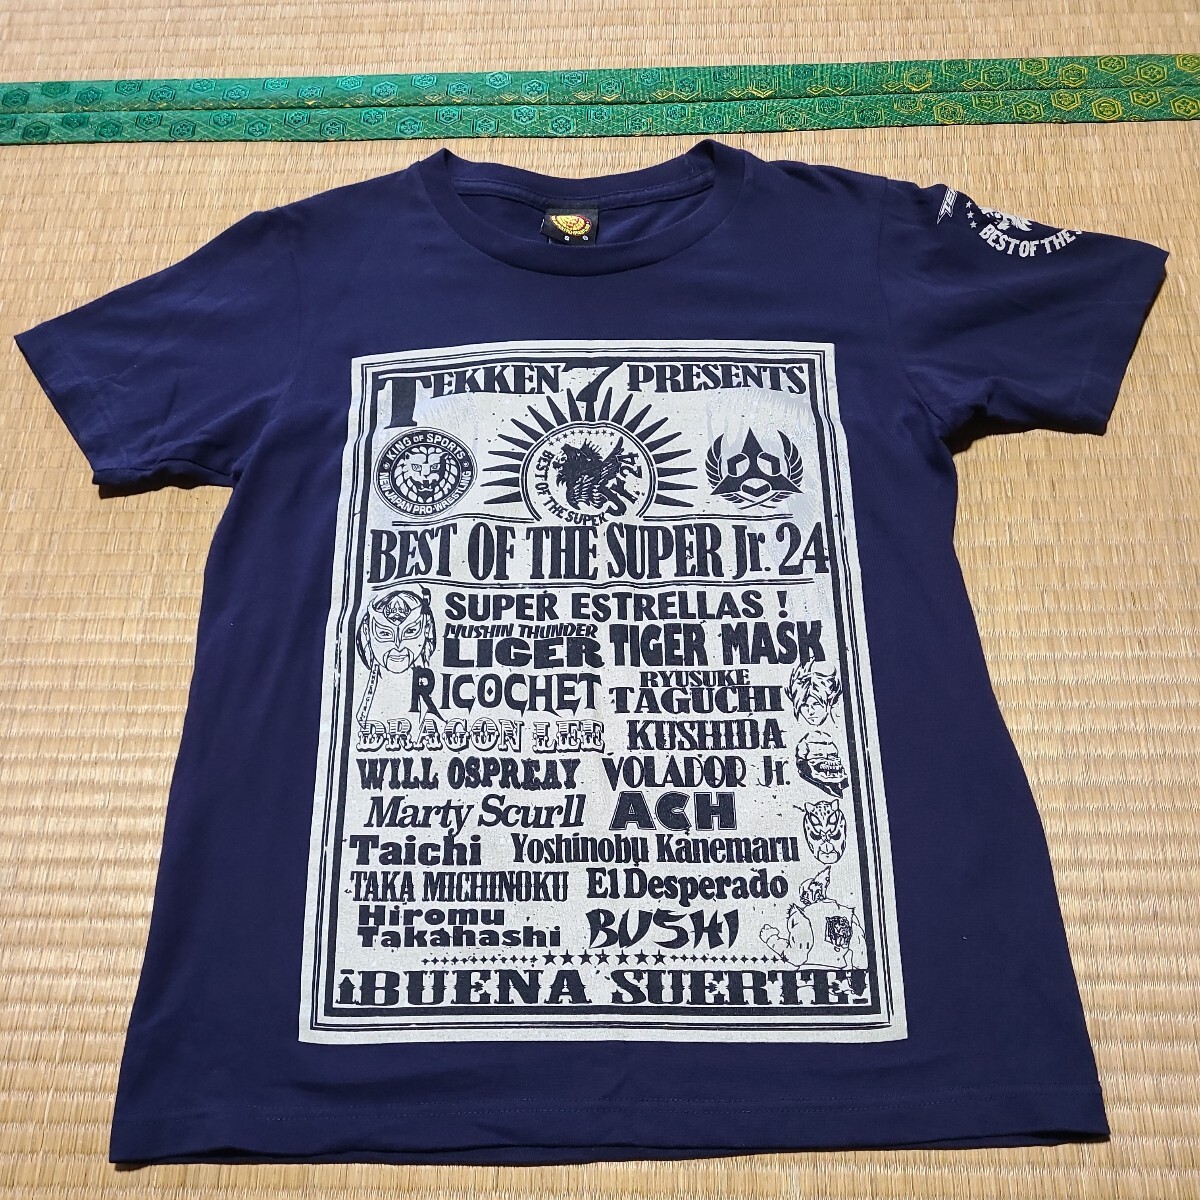 TEKKEN 7 PRESENTS
KING OF SPORTS
NEW JAPAN PRO-WRESTLING
BEST OF THE SUPER Jr. 24
BEST OF THE SUPER Jr. 24
SUPER ESTRELLAS !
JYUSHIN THUNDER
LIGER TIGER MASK
RICOCHET RYUSUKE
TAGUCHI
DRAGON LEE KUSHIDA
WILL OSPREAY VOLADOR Jr.
Marty Scurll ACH
Taichi Yoshinobu Kanemaru
TAKA MICHINOKU El Desperado
Hiromu
Takahashi BUSHI
¡BUENA SUERTE!
BEST OF THE